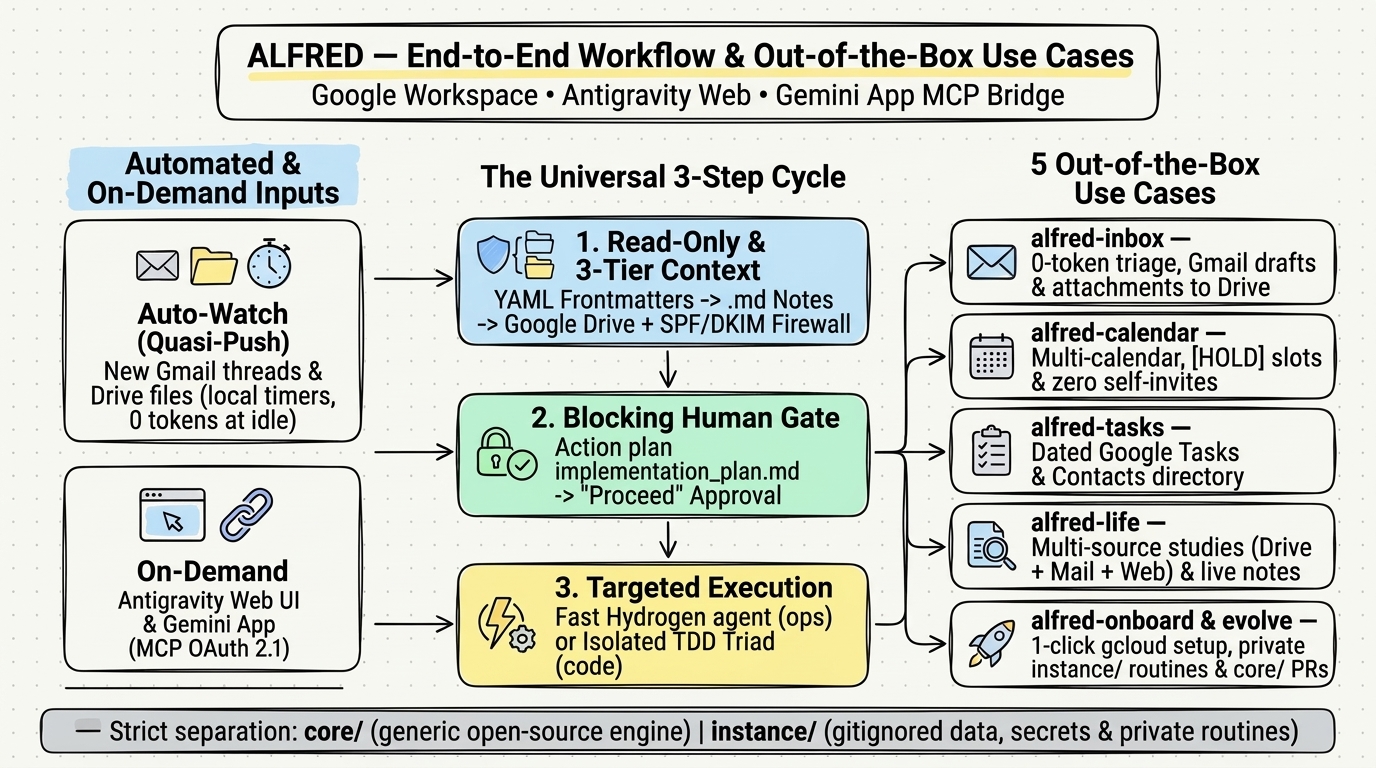 ALFRED — End-to-End Workflow & Out-of-the-Box Use Cases
Google Workspace • Antigravity Web • Gemini App MCP Bridge
Automated &
On-Demand Inputs
Auto-Watch
(Quasi-Push)
New Gmail threads &
Drive files (local timers,
0 tokens at idle)
On-Demand
Antigravity Web UI
& Gemini App
(MCP OAuth 2.1)
The Universal 3-Step Cycle
1. Read-Only &
3-Tier Context
YAML Frontmatters -> .md Notes
-> Google Drive + SPF/DKIM Firewall
2. Blocking Human Gate
Action plan
implementation_plan.md
-> "Proceed" Approval
3. Targeted Execution
Fast Hydrogen agent (ops)
or Isolated TDD Triad
(code)
5 Out-of-the-Box
Use Cases
alfred-inbox —
0-token triage, Gmail drafts
& attachments to Drive
alfred-calendar —
Multi-calendar, [HOLD] slots
& zero self-invites
alfred-tasks —
Dated Google Tasks
& Contacts directory
alfred-life —
Multi-source studies (Drive
+ Mail + Web) & live notes
alfred-onboard & evolve —
1-click gcloud setup, private
instance/ routines & core/ PRs
— Strict separation: core/ (generic open-source engine) | instance/ (gitignored data, secrets & private routines)